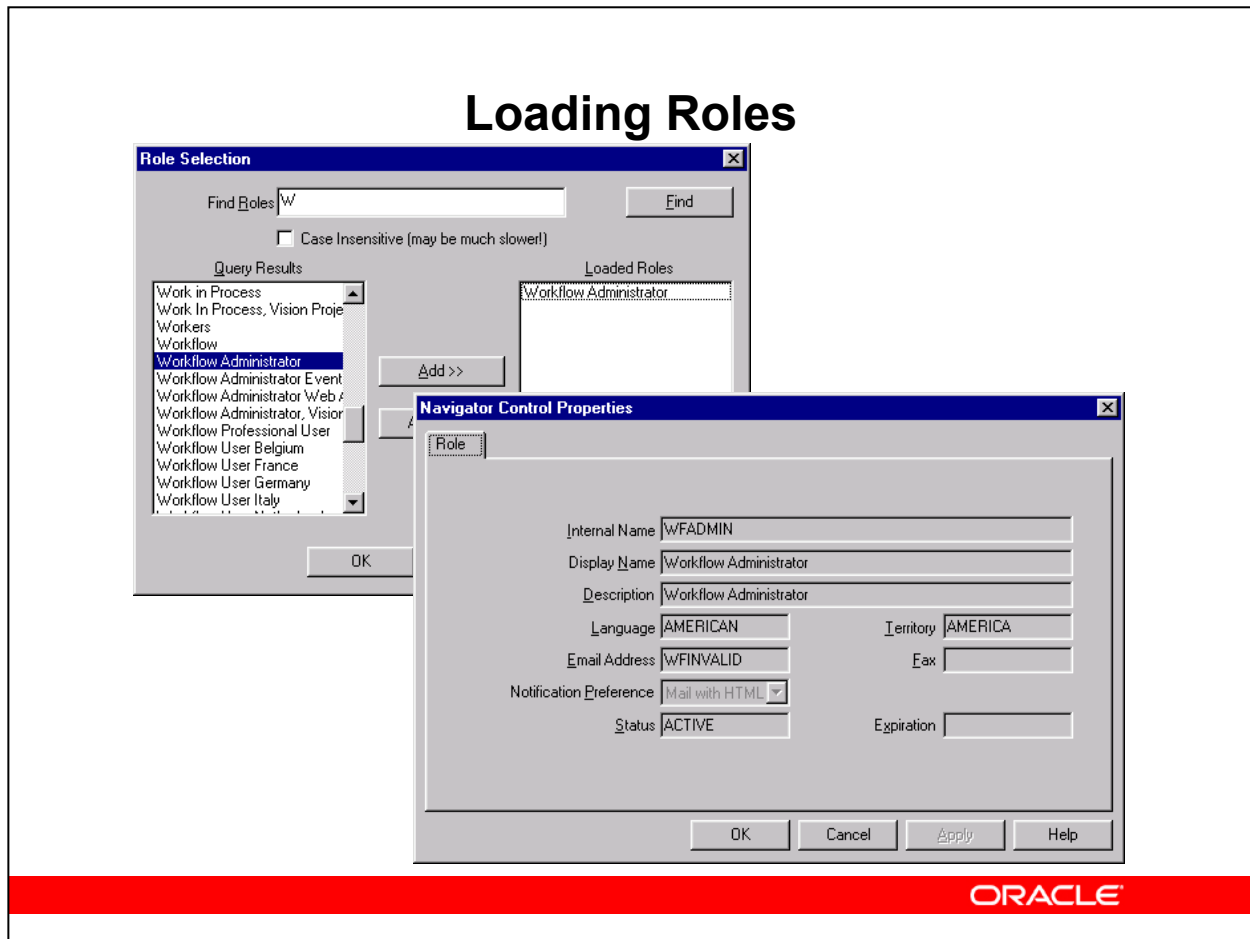 Loading Roles
Role Selection
Find Roles W
Find
Case Insensitive (may be much slower!)
Query Results
Loaded Roles
Work in Process
Work In Process, Vision Proje
Workers
Workflow
Workflow Administrator
Workflow Administrator Event
Workflow Administrator Web
Workflow Administrator, Vision
Workflow Professional User
Workflow User Belgium
Workflow User France
Workflow User Germany
Workflow User Italy
Workflow Administrator
Add >>
OK
Navigator Control Properties
Role
Internal Name WFADMIN
Display Name Workflow Administrator
Description Workflow Administrator
Language AMERICAN
Territory AMERICA
Email Address WFINVALID
Fax
Notification Preference Mail with HTML
Status ACTIVE
Expiration
OK
Cancel
Apply
Help
ORACLE